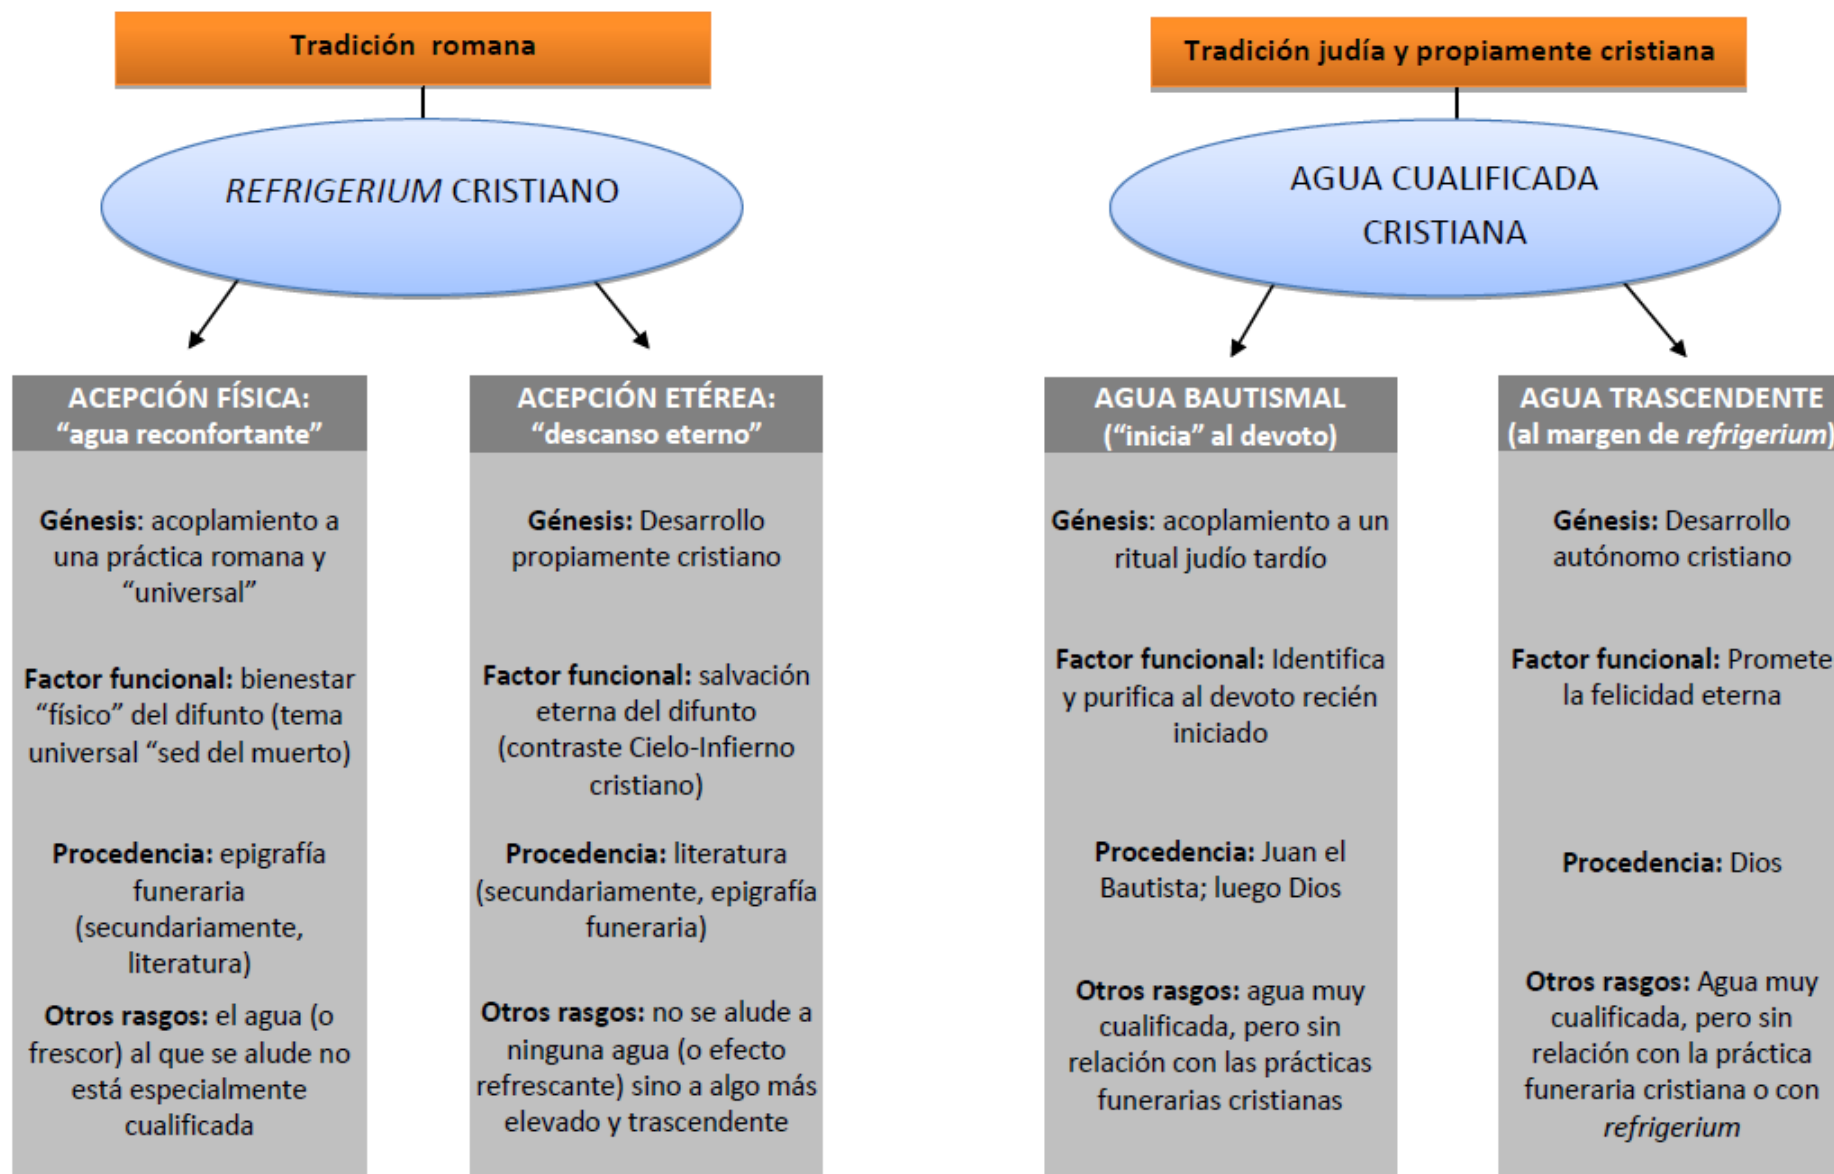 Tradición romana
REFRIGERIUM CRISTIANO
ACEPCIÓN FÍSICA:
“agua reconfortante”
Génesis: acoplamiento a
una práctica romana y
“universal”
Factor funcional: bienestar
“físico” del difunto (tema
universal “sed del muerto)
Procedencia: epigrafía
funeraria
(secundariamente,
literatura)
Otros rasgos: el agua (o
frescor) al que se alude no
está especialmente
cualificada
ACEPCIÓN ETÉREA:
“descanso eterno”
Génesis: Desarrollo
propiamente cristiano
Factor funcional: salvación
eterna del difunto
(contraste Cielo-Infierno
cristiano)
Procedencia: literatura
(secundariamente, epigrafía
funeraria)
Otros rasgos: no se alude a
ninguna agua (o efecto
refrescante) sino a algo más
elevado y trascendente
Tradición judía y propiamente cristiana
AGUA CUALIFICADA
CRISTIANA
AGUA BAUTISMAL
(“inicia” al devoto)
Génesis: acoplamiento a un
ritual judío tardío
Factor funcional: Identifica
y purifica al devoto recién
iniciado
Procedencia: Juan el
Bautista; luego Dios
Otros rasgos: agua muy
cualificada, pero sin
relación con las prácticas
funerarias cristianas
AGUA TRASCENDENTE
(al margen de refrigerium)
Génesis: Desarrollo
autónomo cristiano
Factor funcional: Promete
la felicidad eterna
Procedencia: Dios
Otros rasgos: Agua muy
cualificada, pero sin
relación con la práctica
funeraria cristiana o con
refrigerium